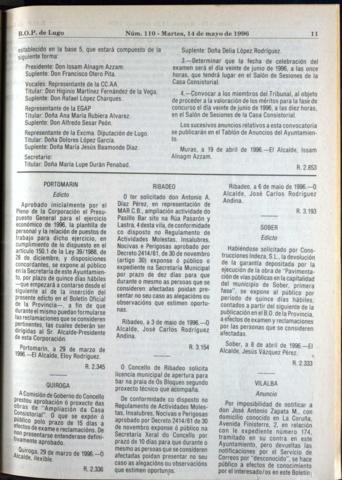 B.O.P. de Lugo
Núm. 110 - Martes, 14 de mayo de 1996
11
establecido en la base 5, que estará compuesto de la
siguiente forma:
Presidente: Don Issam Alnagm Azzam.
Suplente: Don Francisco Otero Pita.
Vocales: Representante de la CC.AA.
Titular: Don Higinio Martínez Fernández de la Vega.
Suplente: Don Rafael López Charques.
Representante de la EGAP
Titular: Doña Ana María Rubiera Alvarez.
Suplente: Don Alfredo Sesar Peón.
Representante de la Excma. Diputación de Lugo.
Titular: Doña Dolores López García.
Suplente: Doña María Jesús Beamonde Díaz.
Secretario:
Titular: Doña María Lupe Durán Penabad.
Suplente: Doña Delia López Rodríguez.
3.—Determinar que la fecha de celebración del
examen será el día veinte de junio de 1996, a las once
horas, que tendrá lugar en el Salón de Sesiones de la
Casa Consistorial.
4.—Convocar a los miembros del Tribunal, al objeto
de proceder a la valoración de los méritos para la fase de
concurso el día veinte de junio de 1996, a las diez horas,
en el Salón de Sesiones de la Casa Consistorial.
Los sucesivos anuncios relativos a esta convocatoria
se publicarán en el Tablón de Anuncios del Ayuntamien-
to.
Muras, a 19 de abril de 1996.—El Alcalde, Issam
Alnagm Azzam.
R. 2.853
PORTOMARIN
Edicto
Aprobado inicialmente por el
Pleno de la Corporación el Presu-
puesto General para el ejercicio
económico de 1996, la plantilla de
personal y la relación de puestos de
trabajo para dicho ejercicio, en
cumplimiento de lo dispuesto en el
artículo 150.1 de la Ley 39/1988, de
28 de diciembre, y disposiciones
concordantes, se expone al público
en la Secretaría de este Ayuntamien-
to, por plazo de quince días hábiles
—que empezará a contarse desde el
siguiente al de la inserción del
presente edicto en el Boletín Oficial
de la Provincia—, a fin de que
durante el mismo puedan formularse
las reclamaciones que se consideren
pertinentes, las cuales deberán ser
dirigidas al Sr. Alcalde-Presidente
de esta Corporación.
Portomarín, a 29 de marzo de
1996.—El Alcalde, Eloy Rodríguez.
R. 2.345
QUIROGA
A Comisión de Goberno do Concello
prestou aprobación ó proxecto das
obras de "Ampliación da Casa
Consistorial". O que se expón ó
público polo prazo de 15 días a
efectos de exame e reclamacións. De
non presentarse entenderase defini-
tivamente aprobado.
Quiroga, 29 de marzo de 1996.—O
Alcalde, ilexible.
R. 2.336
RIBADEO
O ter solicitado don Antonio A.
Díaz Pérez, en representación de
MAR C.B., ampliación actividade do
Pasillo Bar sito na Rúa Pasarón y
Lastra, 4 desta vila, de conformidade
co disposto no Regulamento de
Actividades Molestas, Insalubres,
Nocivas e Perigosas aprobado por
Decreto 2414/61, do 30 de novembro
(artigo 30) expónse ó público o
expediente na Secretaría Municipal
por prazo de dez días para que
durante o mesmo as persoas que se
consideren afectadas poidan pre-
sentar no seu caso as alegacións ou
observacións que estimen oportu-
nas.
Ribadeo, a 3 de maio de 1996.—O
Alcalde, José Carlos Rodríguez
Andina.
R. 3.154
O Concello de Ribadeo solicita
licencia municipal de apertura para
bar na praia de Os Bloques segundo
proxecto técnico que acompaña.
De conformidade co disposto no
Regulamento de Actividades Moles-
tas, Insalubres, Nocivas e Perigosas
aprobado por Decreto 2414/61 de 30
de novembro expónse ó público na
Secretaría Xeral do Concello por
prazo de 10 días para que durante o
mesmo as persoas que se consideren
afectadas poidan presentar no seu
caso as alegacións ou observacións
que estimen oportunas.
Ribadeo, a 6 de maio de 1996.—O
Alcalde, José Carlos Rodríguez
Andina.
R. 3.193
SOBER
Edicto
Habiéndose solicitado por Cons-
trucciones Indeza, S.L., la devolución
de la garantía depositada por la
ejecución de la obra de "Pavimenta-
ción de vías públicas en la capitalidad
del municipio de Sober, primera
fase", se expone al público por
período de quince días hábiles,
contados a partir del siguiente de la
publicación en el B.O. de la Provincia,
a efectos de examen y reclamaciones
por las personas que se consideren
afectadas.
Sober, a 8 de abril de 1996.—El
Alcalde, Jesús Vázquez Pérez.
R. 2.333
VILALBA
Anuncio
Por imposibilidad de notificar a
don José Antonio Zapata M., con
domicilio conocido en La Coruña,
Avenida Finisterre, 2, en relación
con le expediente número 174,
tramitado en su contra en este
Ayuntamiento, pero devueltas las
notificaciones por el Servicio de
Correos por "desconocido", se hace
público a efectos de conocimiento
por el interesado/os en este Boletín